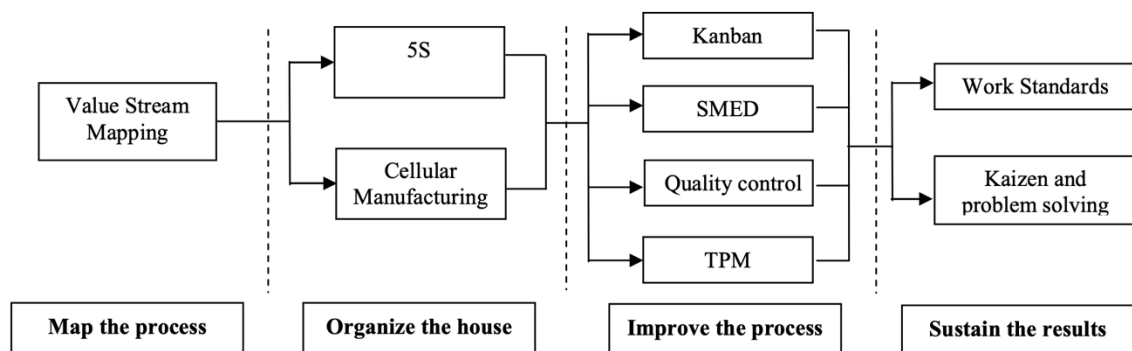 Value Stream
Mapping
5S
Cellular
Manufacturing
Kanban
SMED
Quality control
TPM
Work Standards
Kaizen and
problem solving
Map the process
Organize the house
Improve the process
Sustain the results